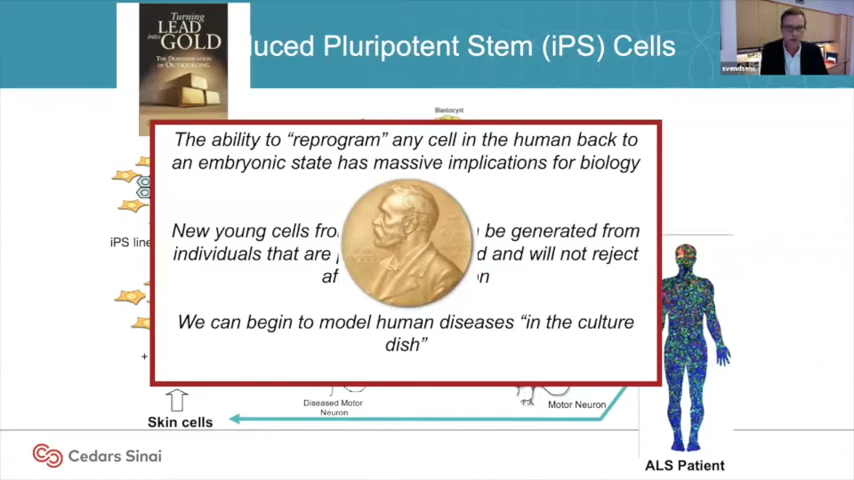 Turning
LEAD
into
GOLD
THE DEMYSTIFICATION OF
OUTSOURCING
duced Pluripotent Stem (iPS) Cells
svendsenc
Blastocyst
The ability to “reprogram” any cell in the human back to
an embryonic state has massive implications for biology
New young cells be generated from
individuals that are and will not reject
We can begin to model human diseases “in the culture
dish”
iPS line
+
Diseased Motor
Neuron
Motor Neuron
Skin cells
ALS Patient
Cedars Sinai